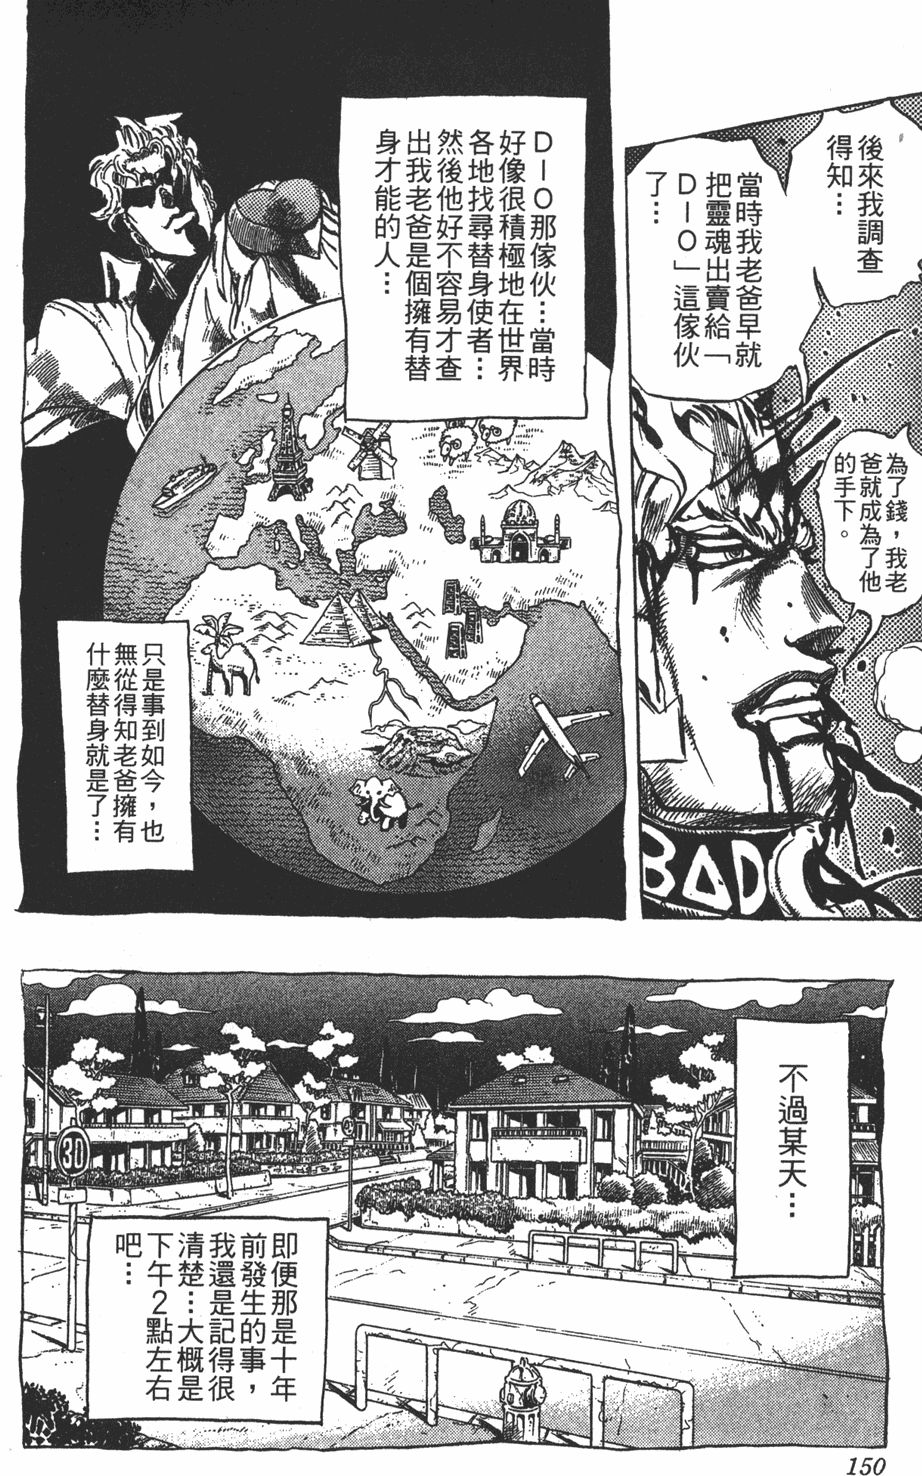 後來我調查
得知…
當時我老爸早就
把靈魂出賣給「
DIO」這傢伙
了…
為了錢，我老
爸就成為了他
的手下。
BAD
DIO那傢伙…當時
好像很積極地在世界
各地找尋替身使者…
然後他好不容易才查
出我老爸是個擁有替
身才能的人…
只是事到如今，也
無從得知老爸擁有
什麼替身就是了…
不過某天…
30
即便那是十年
前發生的事，
我還是記得很
清楚…大概是
下午2點左右
吧…
150